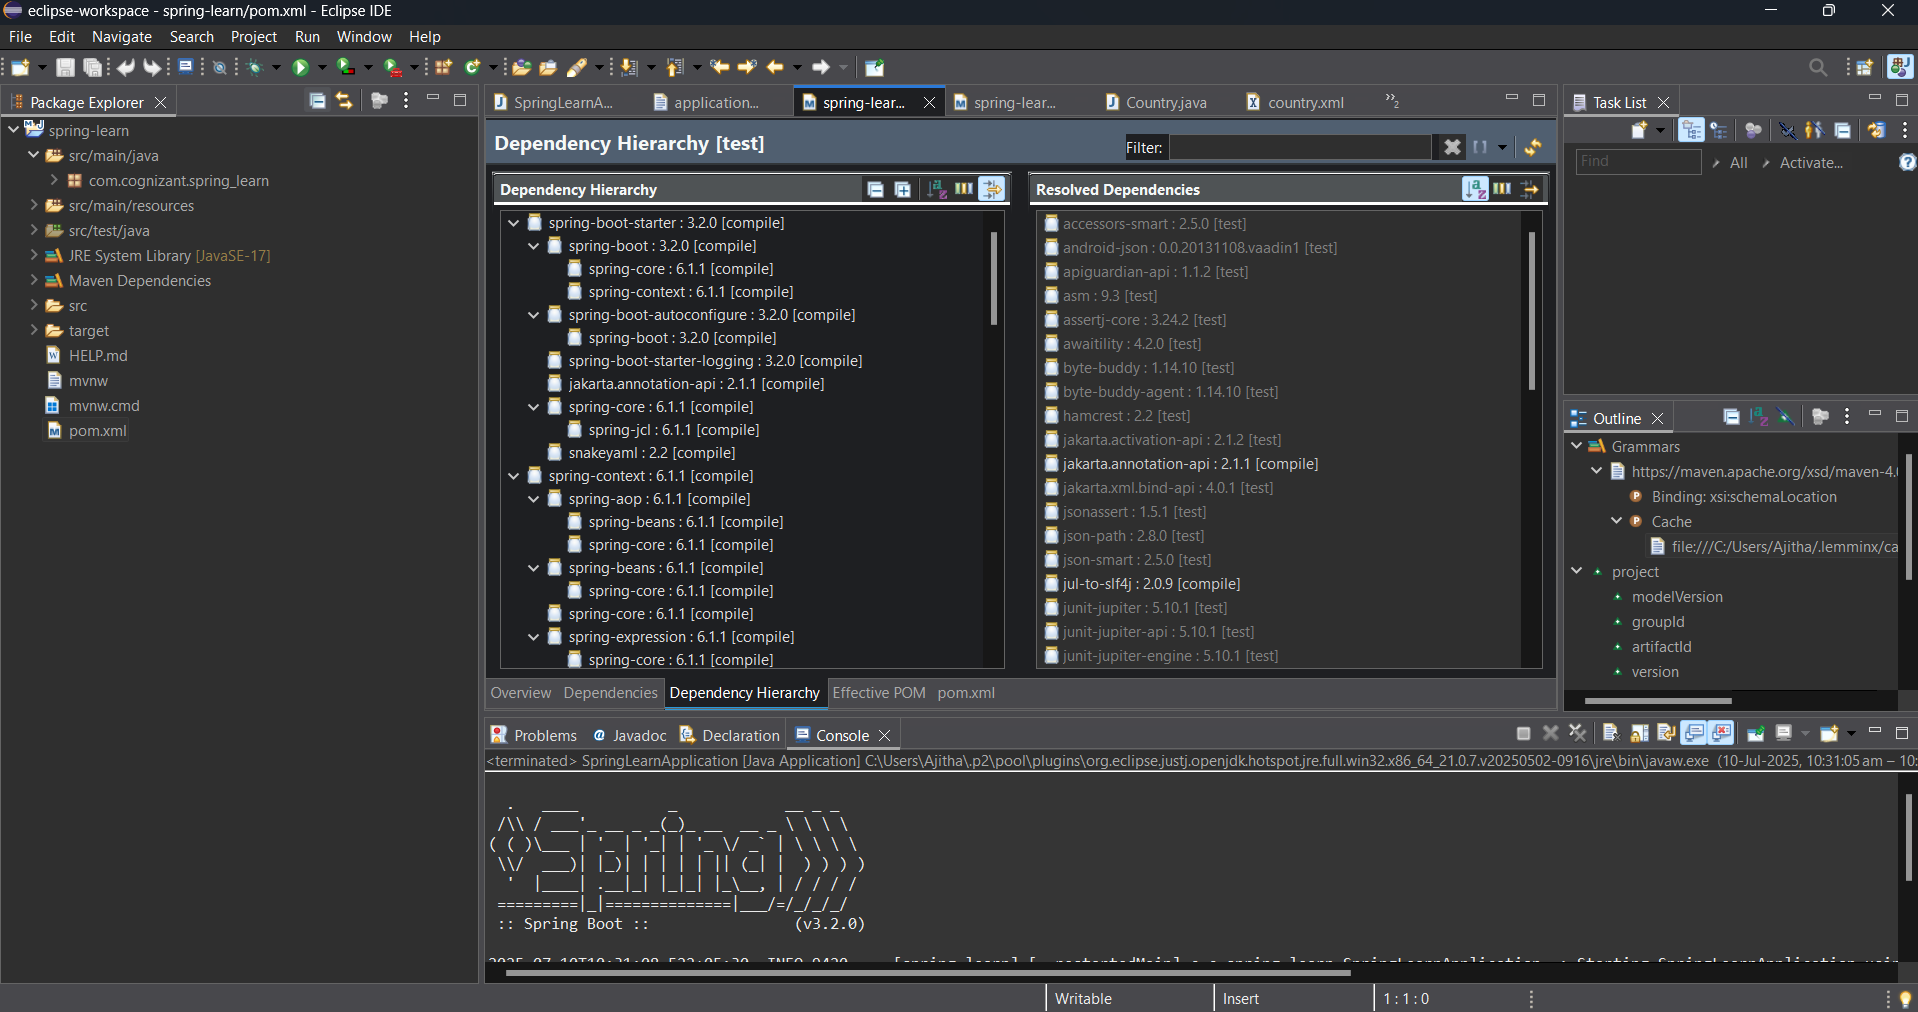 eclipse-workspace - spring-learn/pom.xml - Eclipse IDE
File Edit Navigate Search Project Run Window Help
Package Explorer
spring-learn
src/main/java
com.cognizant.spring_learn
src/main/resources
src/test/java
JRE System Library [JavaSE-17]
Maven Dependencies
src
target
HELP.md
mvnw
mvnw.cmd
pom.xml
SpringLearnA... application... spring-lear... spring-lear... Country.java country.xml »2
Dependency Hierarchy [test]
Filter:
Dependency Hierarchy
spring-boot-starter : 3.2.0 [compile]
spring-boot : 3.2.0 [compile]
spring-core : 6.1.1 [compile]
spring-context : 6.1.1 [compile]
spring-boot-autoconfigure : 3.2.0 [compile]
spring-boot : 3.2.0 [compile]
spring-boot-starter-logging : 3.2.0 [compile]
jakarta.annotation-api : 2.1.1 [compile]
spring-core : 6.1.1 [compile]
spring-jcl : 6.1.1 [compile]
snakeyaml : 2.2 [compile]
spring-context : 6.1.1 [compile]
spring-aop : 6.1.1 [compile]
spring-beans : 6.1.1 [compile]
spring-core : 6.1.1 [compile]
spring-beans : 6.1.1 [compile]
spring-core : 6.1.1 [compile]
spring-core : 6.1.1 [compile]
spring-expression : 6.1.1 [compile]
spring-core : 6.1.1 [compile]
Resolved Dependencies
accessors-smart : 2.5.0 [test]
android-json : 0.0.20131108.vaadin1 [test]
apiguardian-api : 1.1.2 [test]
asm : 9.3 [test]
assertj-core : 3.24.2 [test]
awaitility : 4.2.0 [test]
byte-buddy : 1.14.10 [test]
byte-buddy-agent : 1.14.10 [test]
hamcrest : 2.2 [test]
jakarta.activation-api : 2.1.2 [test]
jakarta.annotation-api : 2.1.1 [compile]
jakarta.xml.bind-api : 4.0.1 [test]
jsonassert : 1.5.1 [test]
json-path : 2.8.0 [test]
json-smart : 2.5.0 [test]
jul-to-slf4j : 2.0.9 [compile]
junit-jupiter : 5.10.1 [test]
junit-jupiter-api : 5.10.1 [test]
junit-jupiter-engine : 5.10.1 [test]
Overview Dependencies Dependency Hierarchy Effective POM pom.xml
Task List
Find All Activate...
Outline
Grammars
https://maven.apache.org/xsd/maven-4.
Binding: xsi:schemaLocation
Cache
file:///C:/Users/Ajitha/.lemminx/ca
project
modelVersion
groupId
artifactId
version
Problems Javadoc Declaration Console
<terminated> SpringLearnApplication [Java Application] C:\Users\Ajitha\.p2\pool\plugins\org.eclipse.justj.openjdk.hotspot.jre.full.win32.x86_64_21.0.7.v20250502-0916\jre\bin\javaw.exe (10-Jul-2025, 10:31:05 am – 10:
Spring
:: Spring Boot :: (v3.2.0)
Writable Insert 1 : 1 : 0